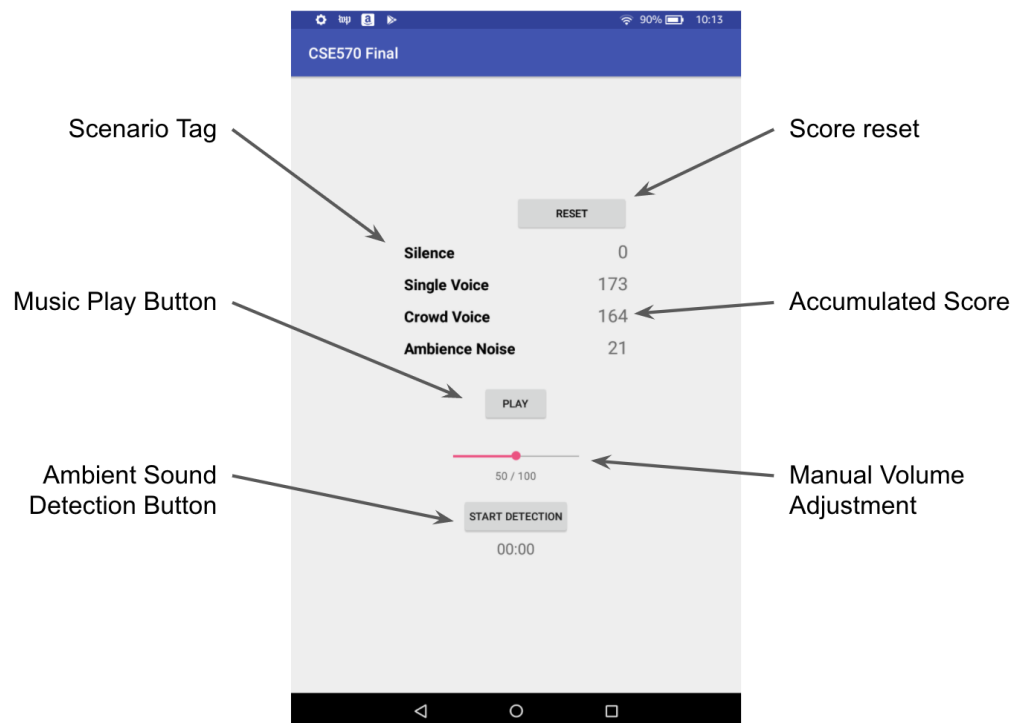 90% 10:13
CSE570 Final
Scenario Tag
Score reset
RESET
Silence 0
Single Voice 173
Music Play Button
Accumulated Score
Crowd Voice 164
Ambience Noise 21
PLAY
50 / 100
Ambient Sound
Detection Button
Manual Volume
Adjustment
START DETECTION
00:00